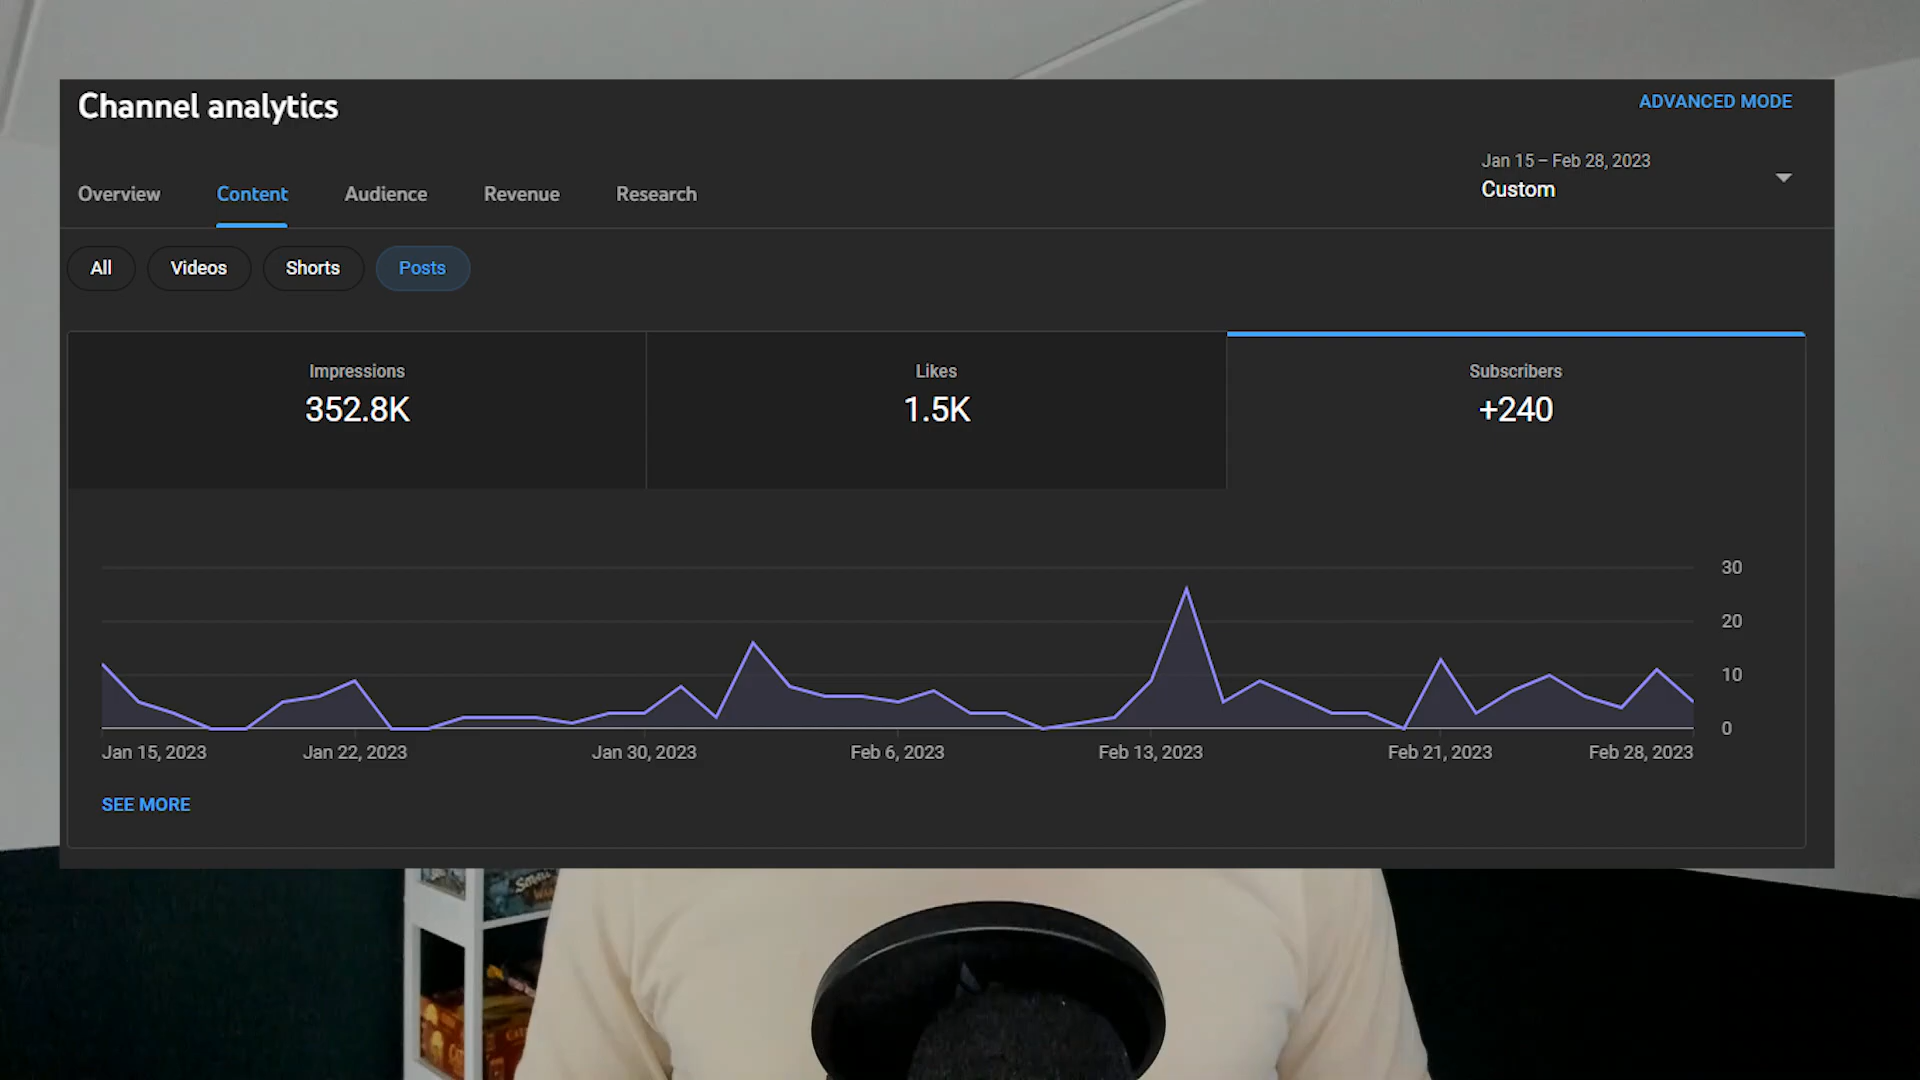 Channel analytics
ADVANCED MODE
Jan 15 – Feb 28, 2023
Custom
Overview Content Audience Revenue Research
All Videos Shorts Posts
Impressions Likes Subscribers
352.8K 1.5K +240
30
20
10
0
Jan 15, 2023 Jan 22, 2023 Jan 30, 2023 Feb 6, 2023 Feb 13, 2023 Feb 21, 2023 Feb 28, 2023
SEE MORE